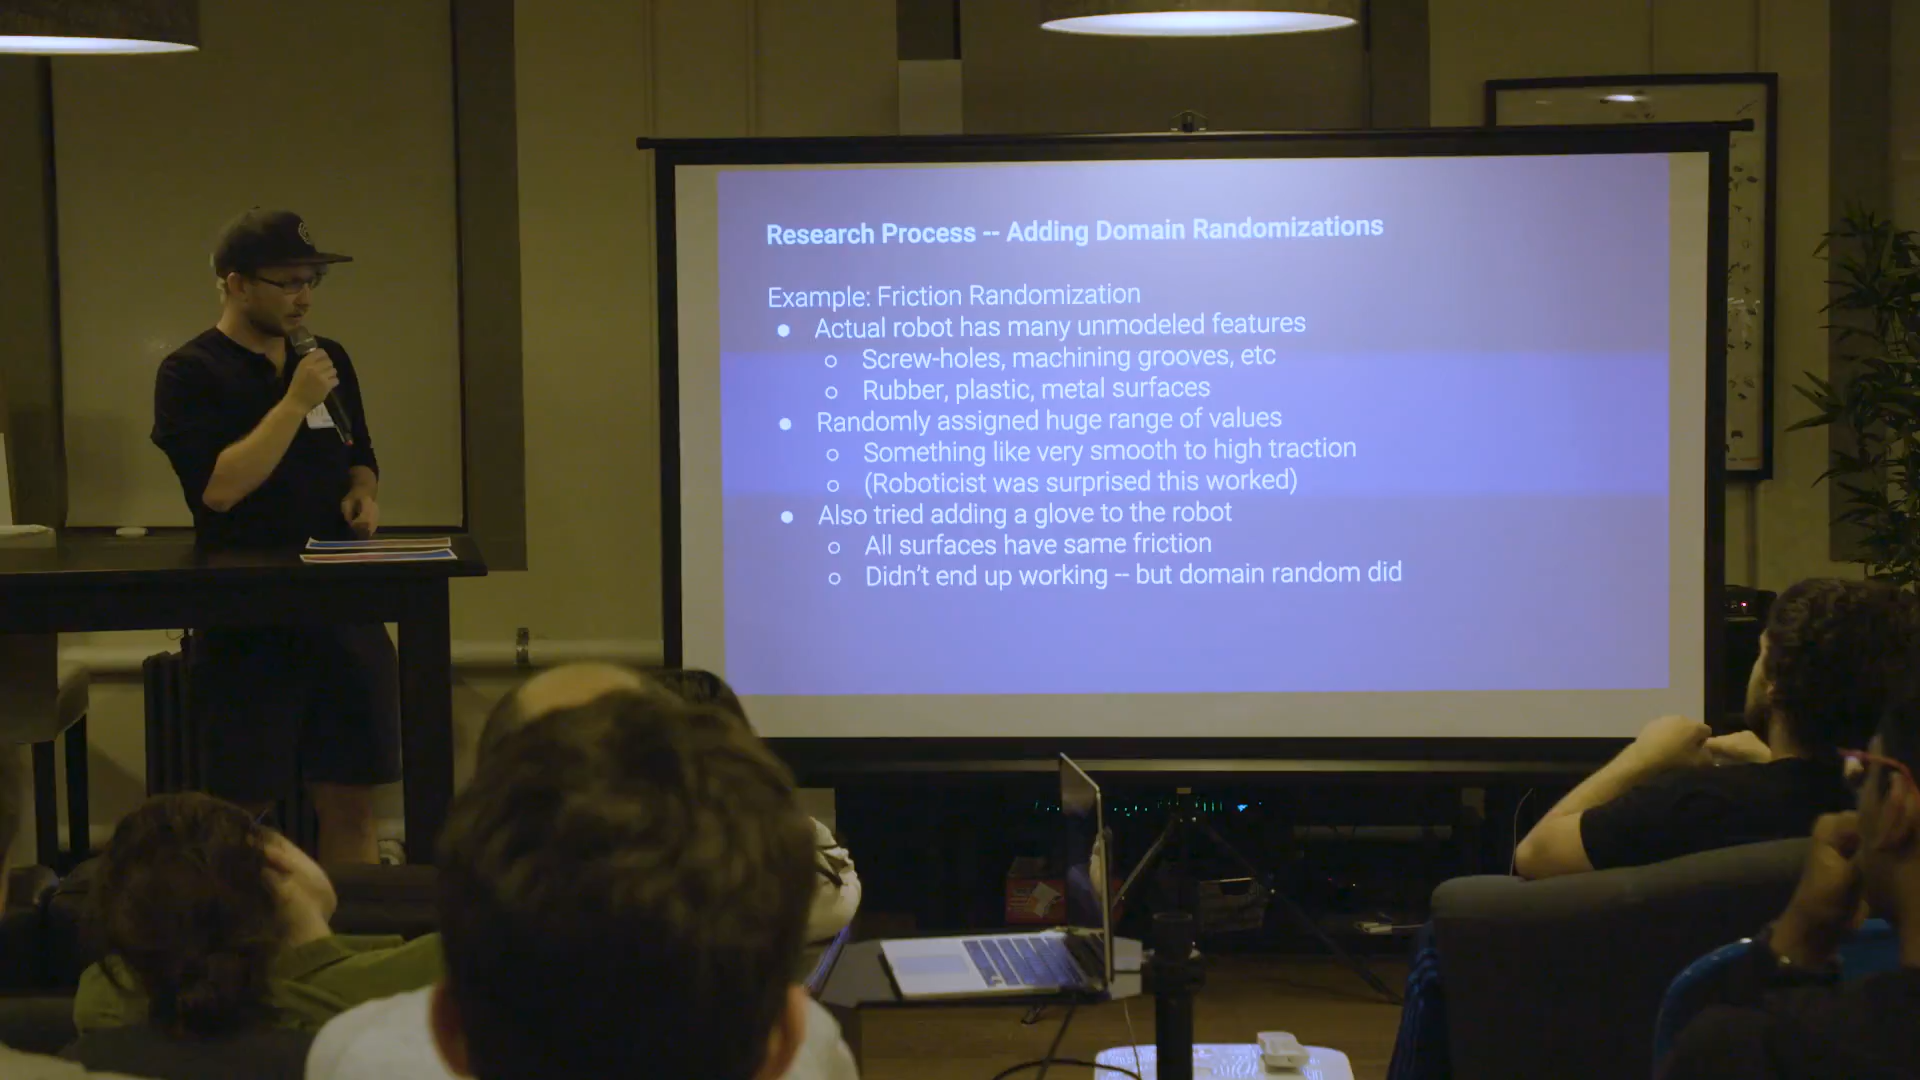 Research Process -- Adding Domain Randomizations
Example: Friction Randomization
● Actual robot has many unmodeled features
○ Screw-holes, machining grooves, etc
○ Rubber, plastic, metal surfaces
● Randomly assigned huge range of values
○ Something like very smooth to high traction
○ (Roboticist was surprised this worked)
● Also tried adding a glove to the robot
○ All surfaces have same friction
○ Didn't end up working -- but domain random did